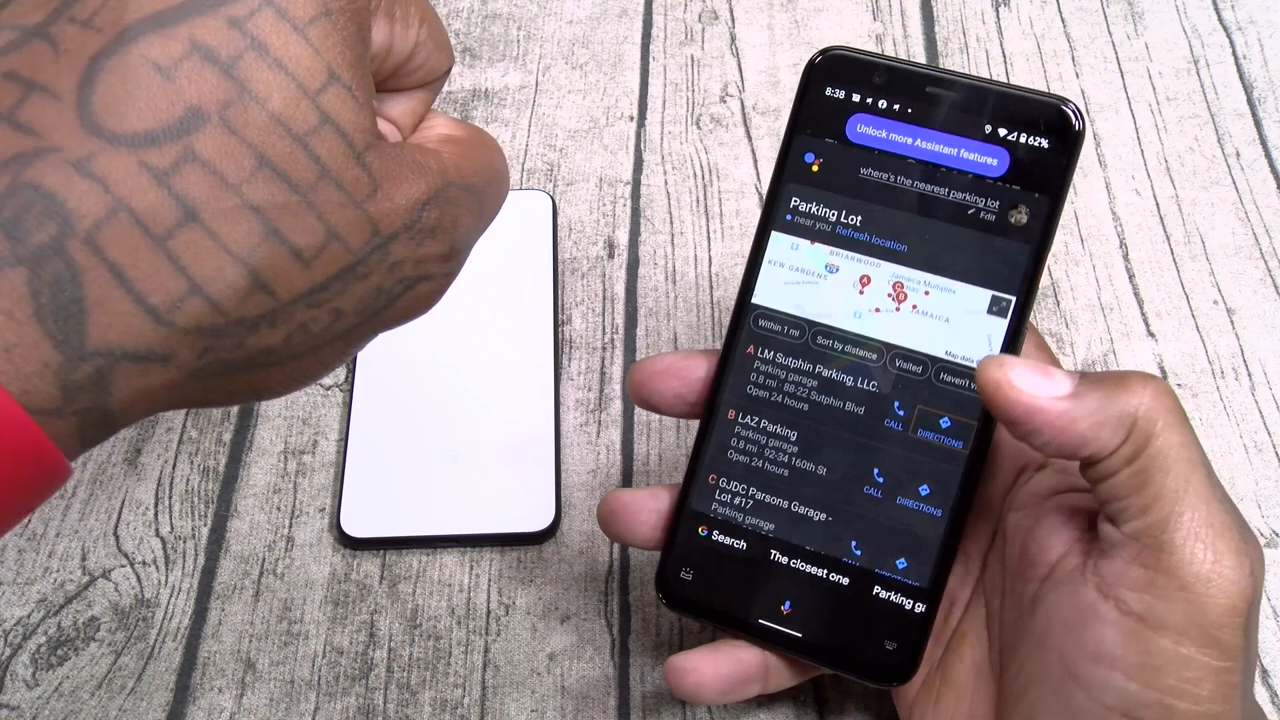 8:38
62%
Unlock more Assistant features
where's the nearest parking lot
Edit
Parking Lot
near you Refresh location
BRIARWOOD
KEW GARDENS
Jamaica Multiplex
JAMAICA
A
C
B
Map data
Within 1 mi
Sort by distance
Visited
Haven't
A LM Sutphin Parking, LLC.
Parking garage
0.8 mi · 88-22 Sutphin Blvd
Open 24 hours
CALL
DIRECTIONS
B LAZ Parking
Parking garage
0.8 mi · 92-34 160th St
Open 24 hours
CALL
DIRECTIONS
C GJDC Parsons Garage -
Lot #17
Parking garage
G Search
The closest one
Parking ga